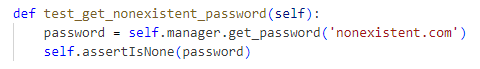 def test_get_nonexistent_password(self):
    password = self.manager.get_password('nonexistent.com')
    self.assertIsNone(password)